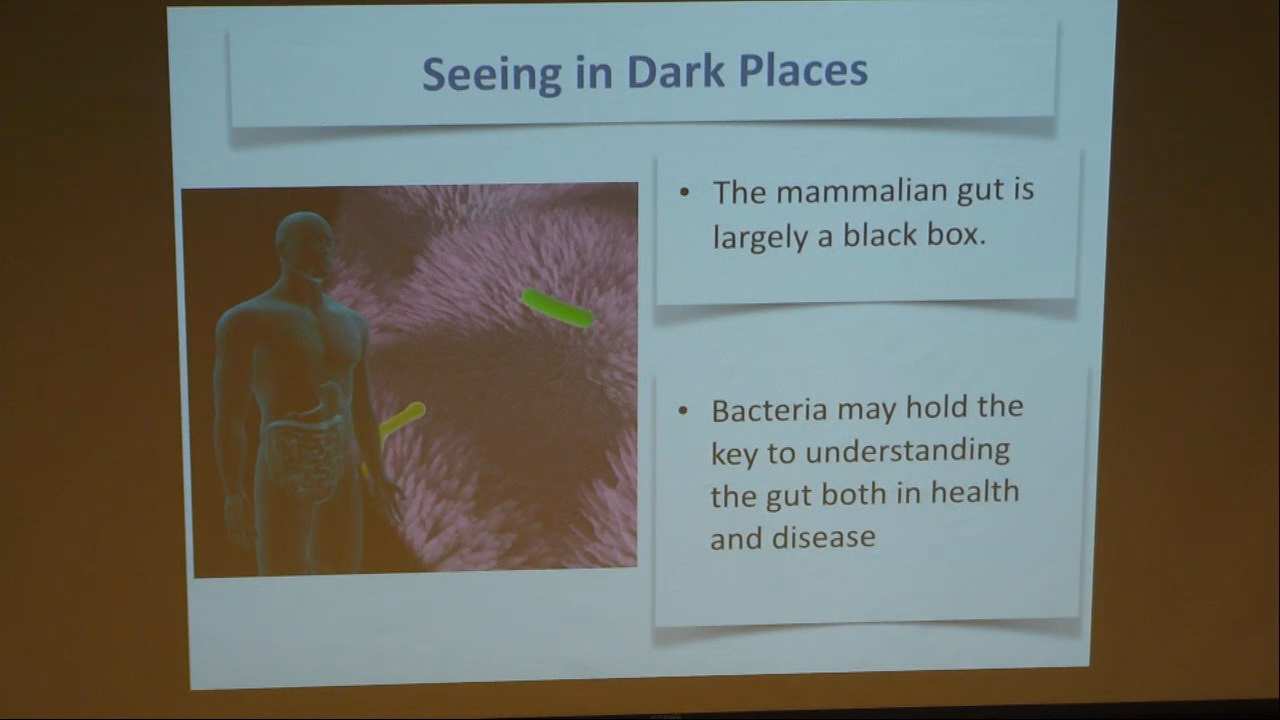 Seeing in Dark Places
• The mammalian gut is
largely a black box.
• Bacteria may hold the
key to understanding
the gut both in health
and disease